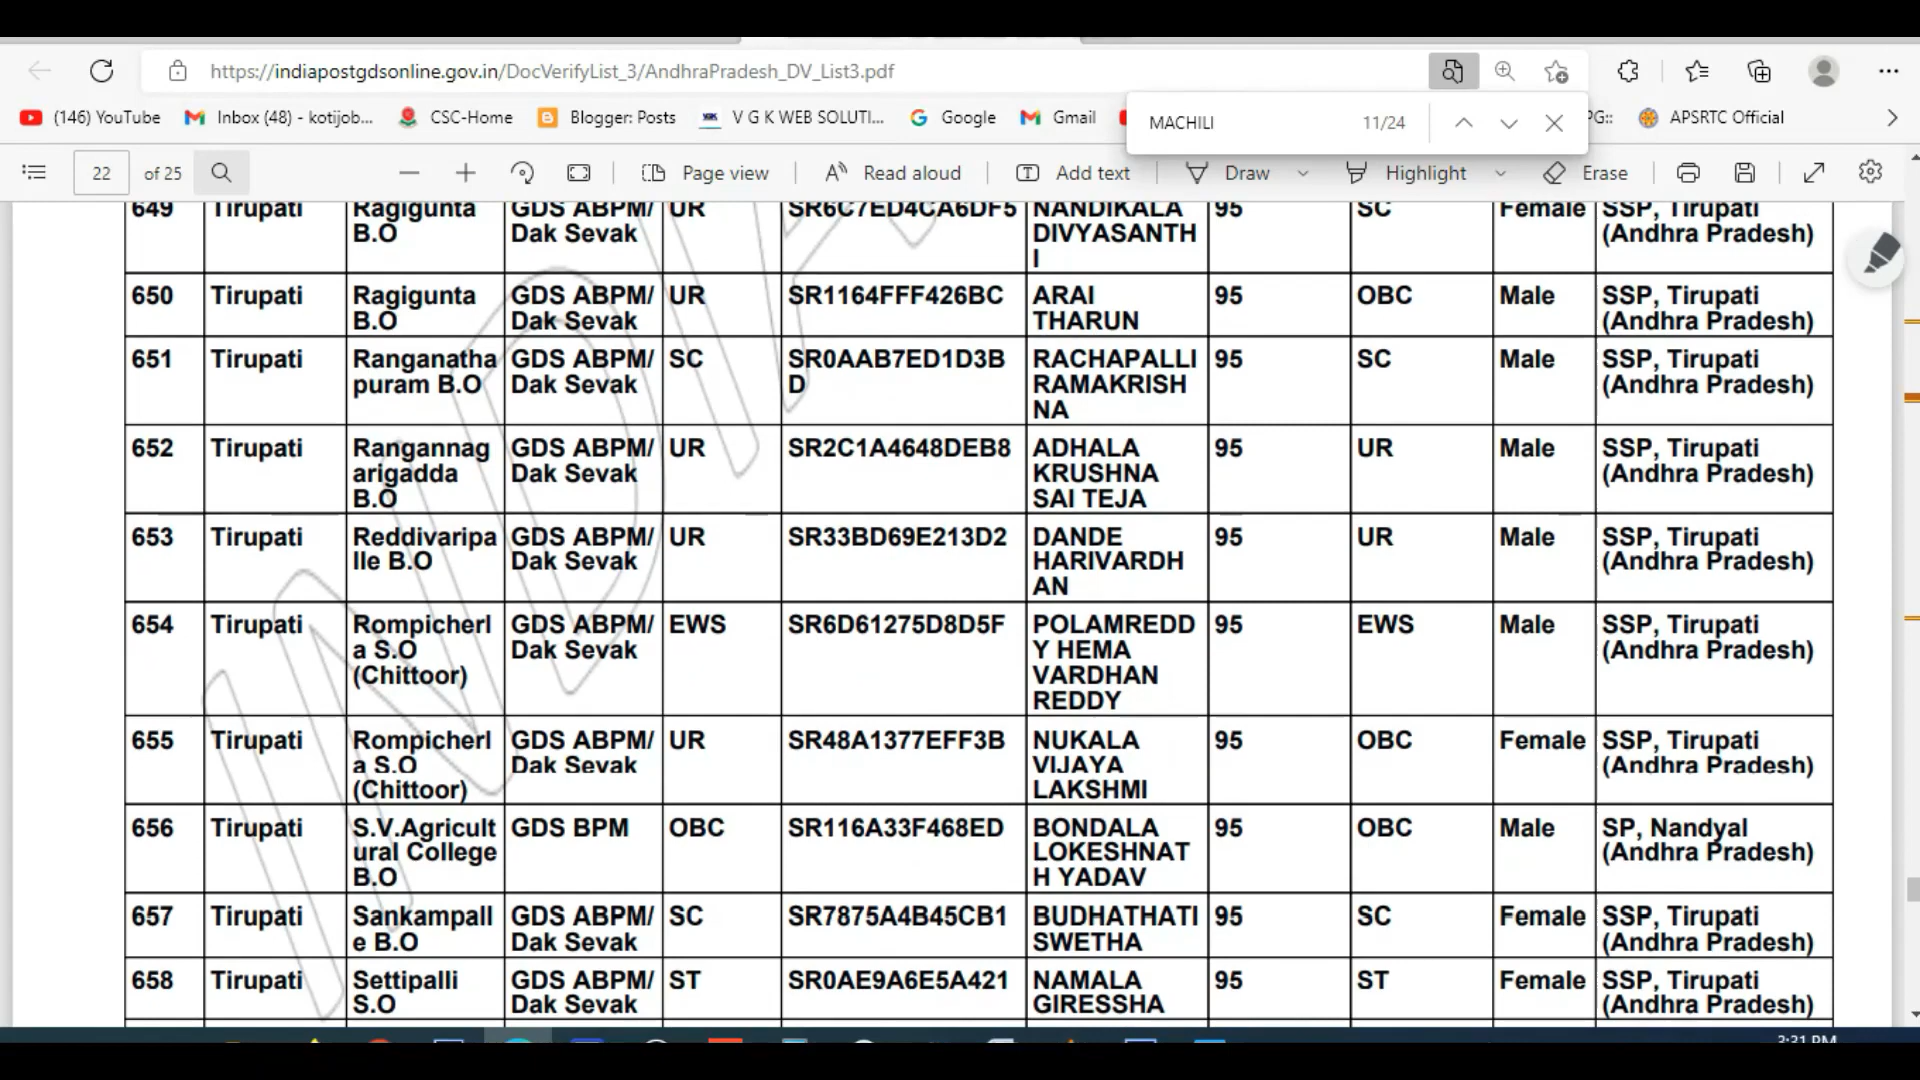 https://indiapostgdsonline.gov.in/DocVerifyList_3/AndhraPradesh_DV_List3.pdf
(146) YouTube Inbox (48) - kotijob... CSC-Home Blogger: Posts V G K WEB SOLUTI... Google Gmail PG:: APSRTC Official
MACHILI 11/24
22 of 25 Page view Read aloud Add text Draw Highlight Erase
649 Tirupati Ragigunta GDS ABPM/ UR SR6C7ED4CA6DF5 NANDIKALA 95 SC Female SSP, Tirupati
B.O Dak Sevak DIVYASANTH (Andhra Pradesh)
I
650 Tirupati Ragigunta GDS ABPM/ UR SR1164FFF426BC ARAI 95 OBC Male SSP, Tirupati
B.O Dak Sevak THARUN (Andhra Pradesh)
651 Tirupati Ranganatha GDS ABPM/ SC SR0AAB7ED1D3B RACHAPALLI 95 SC Male SSP, Tirupati
puram B.O Dak Sevak D RAMAKRISH (Andhra Pradesh)
NA
652 Tirupati Rangannag GDS ABPM/ UR SR2C1A4648DEB8 ADHALA 95 UR Male SSP, Tirupati
arigadda Dak Sevak KRUSHNA (Andhra Pradesh)
B.O SAI TEJA
653 Tirupati Reddivaripa GDS ABPM/ UR SR33BD69E213D2 DANDE 95 UR Male SSP, Tirupati
lle B.O Dak Sevak HARIVARDH (Andhra Pradesh)
AN
654 Tirupati Rompicherl GDS ABPM/ EWS SR6D61275D8D5F POLAMREDD 95 EWS Male SSP, Tirupati
a S.O Dak Sevak Y HEMA (Andhra Pradesh)
(Chittoor) VARDHAN
REDDY
655 Tirupati Rompicherl GDS ABPM/ UR SR48A1377EFF3B NUKALA 95 OBC Female SSP, Tirupati
a S.O Dak Sevak VIJAYA (Andhra Pradesh)
(Chittoor) LAKSHMI
656 Tirupati S.V.Agricult GDS BPM OBC SR116A33F468ED BONDALA 95 OBC Male SP, Nandyal
ural College LOKESHNAT (Andhra Pradesh)
B.O H YADAV
657 Tirupati Sankampall GDS ABPM/ SC SR7875A4B45CB1 BUDHATHATI 95 SC Female SSP, Tirupati
e B.O Dak Sevak SWETHA (Andhra Pradesh)
658 Tirupati Settipalli GDS ABPM/ ST SR0AE9A6E5A421 NAMALA 95 ST Female SSP, Tirupati
S.O Dak Sevak GIRESSHA (Andhra Pradesh)
3:31 PM
INDIA